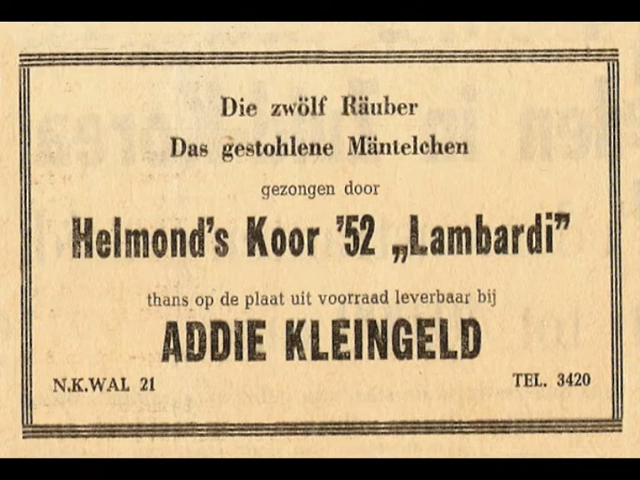 Die zwölf Räuber
Das gestohlene Mäntelchen
gezongen door
Helmond's Koor '52 „Lambardi”
thans op de plaat uit voorraad leverbaar bij
ADDIE KLEINGELD
N.K.WAL 21 TEL. 3420